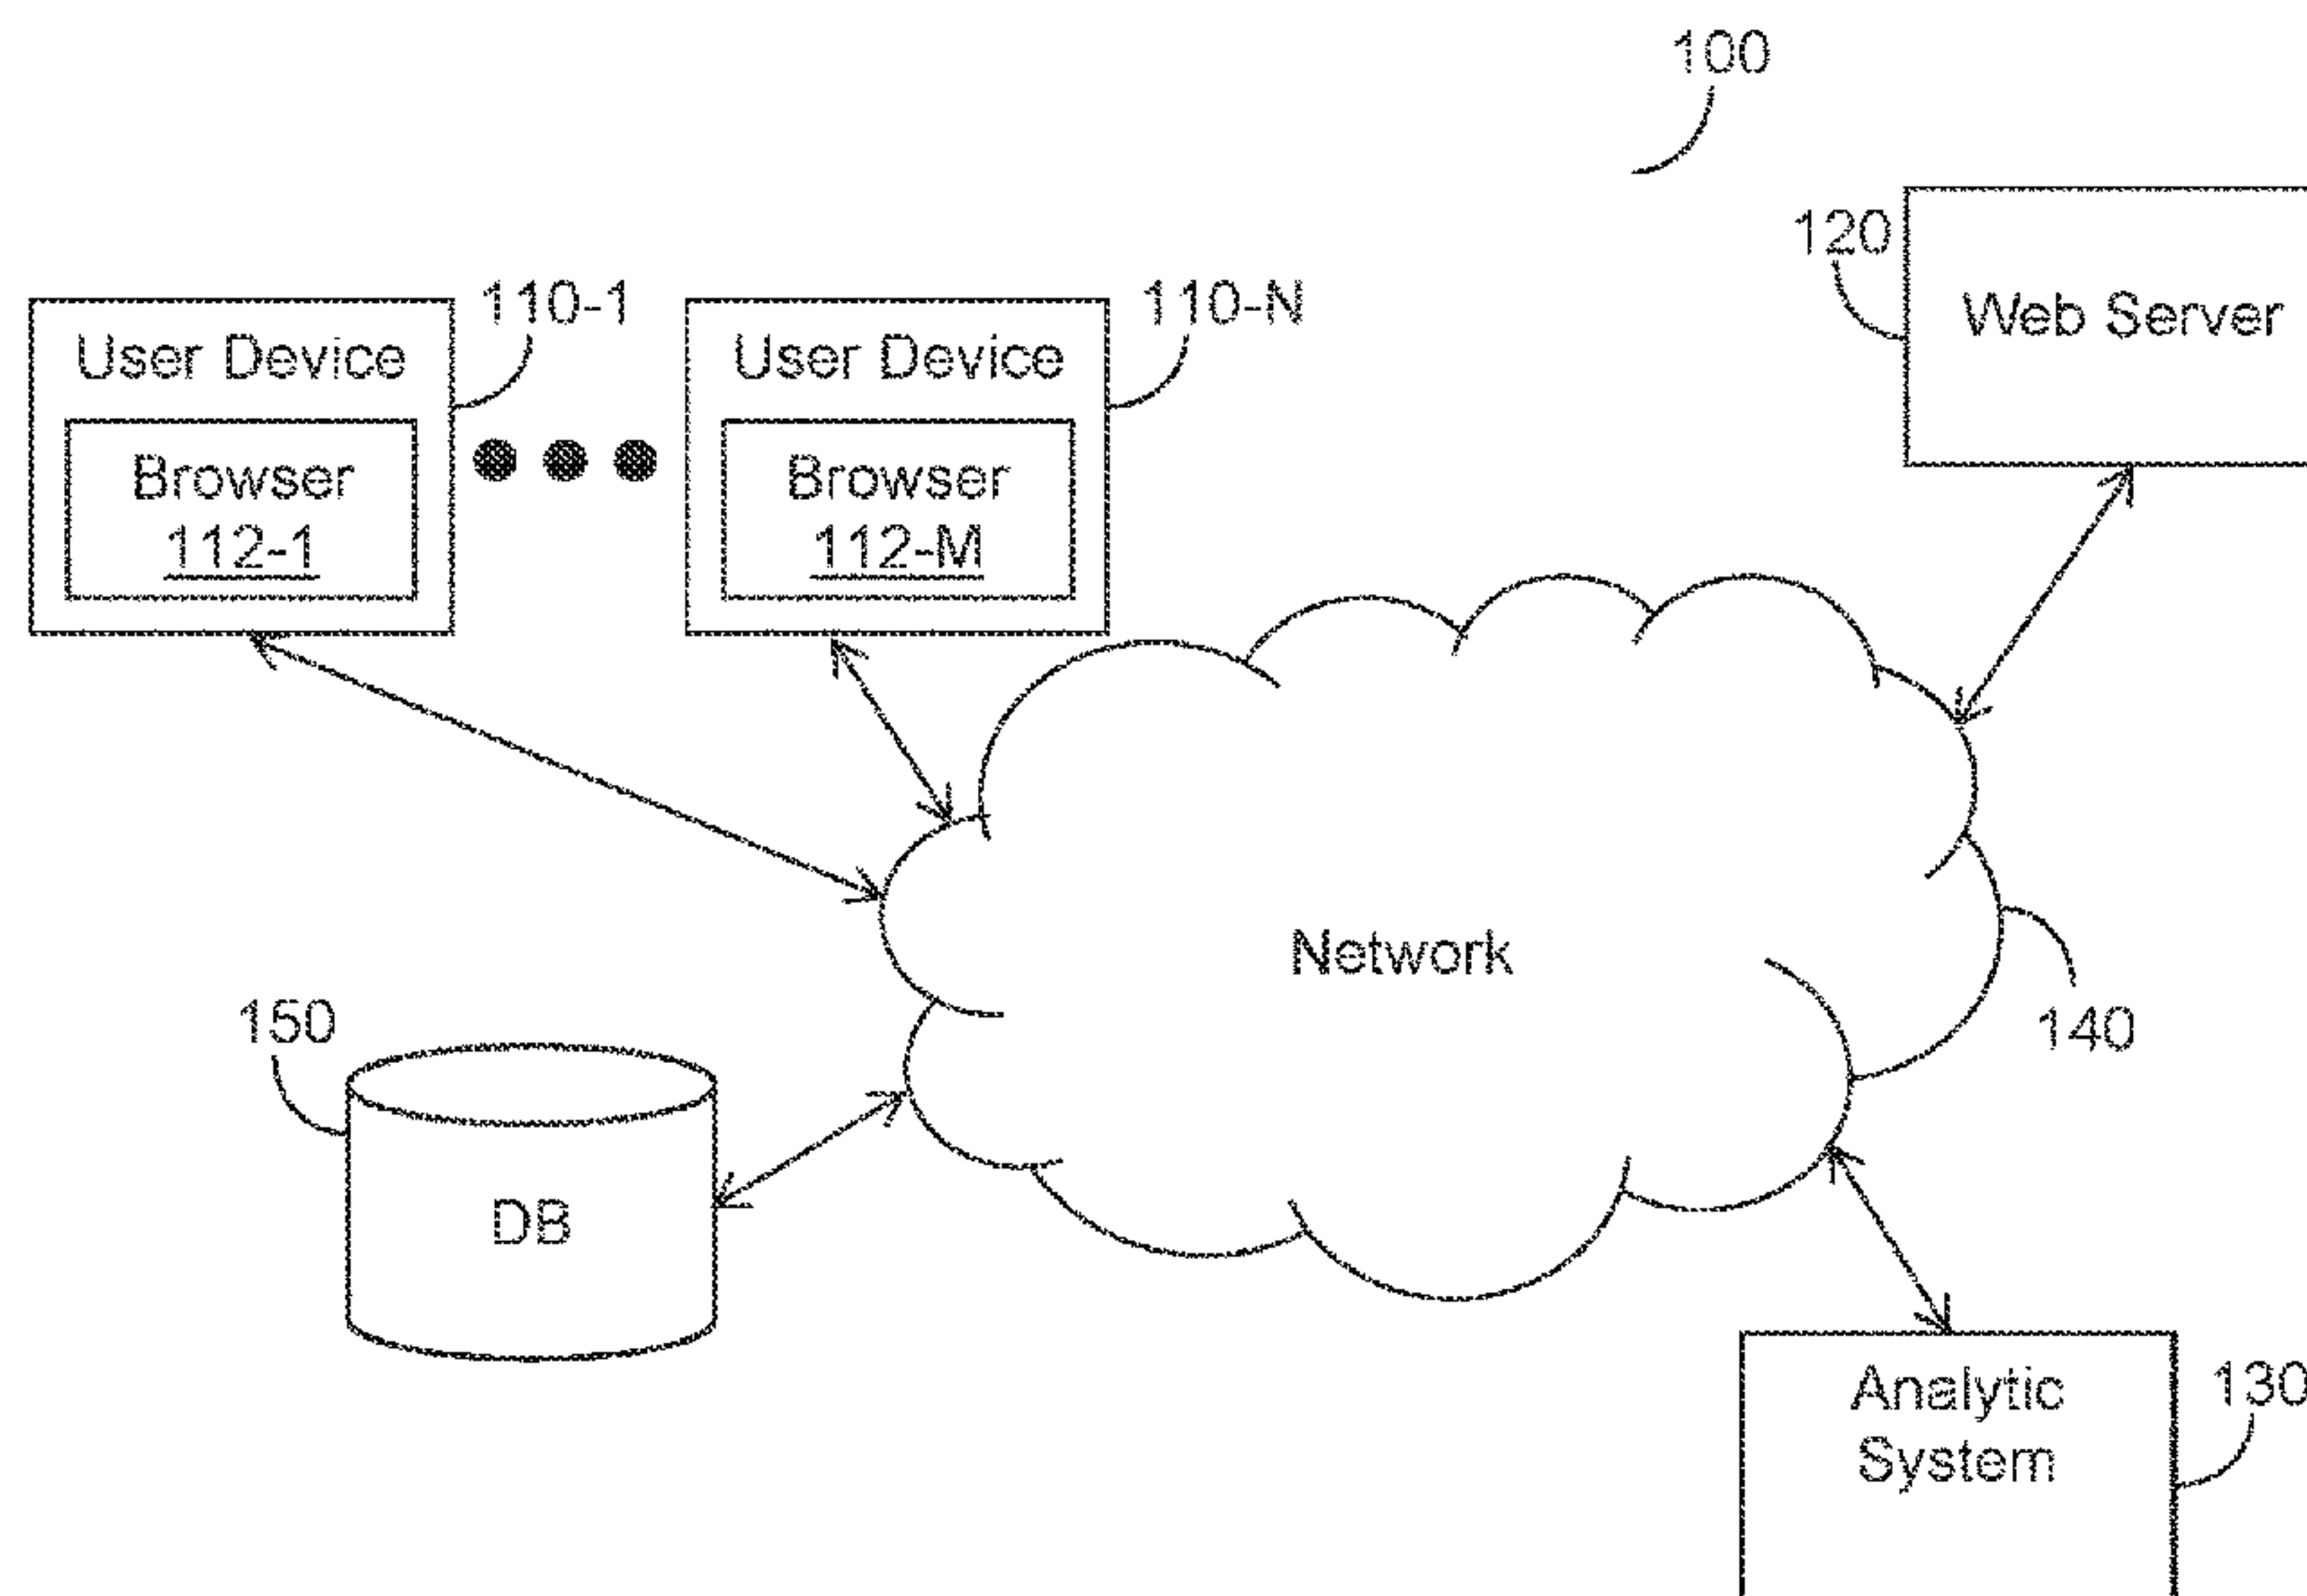 100
120
Web Server
110-1
110-N
User Device
User Device
Browser
112-1
Browser
112-M
Network
140
150
DB
Analytic
System
130